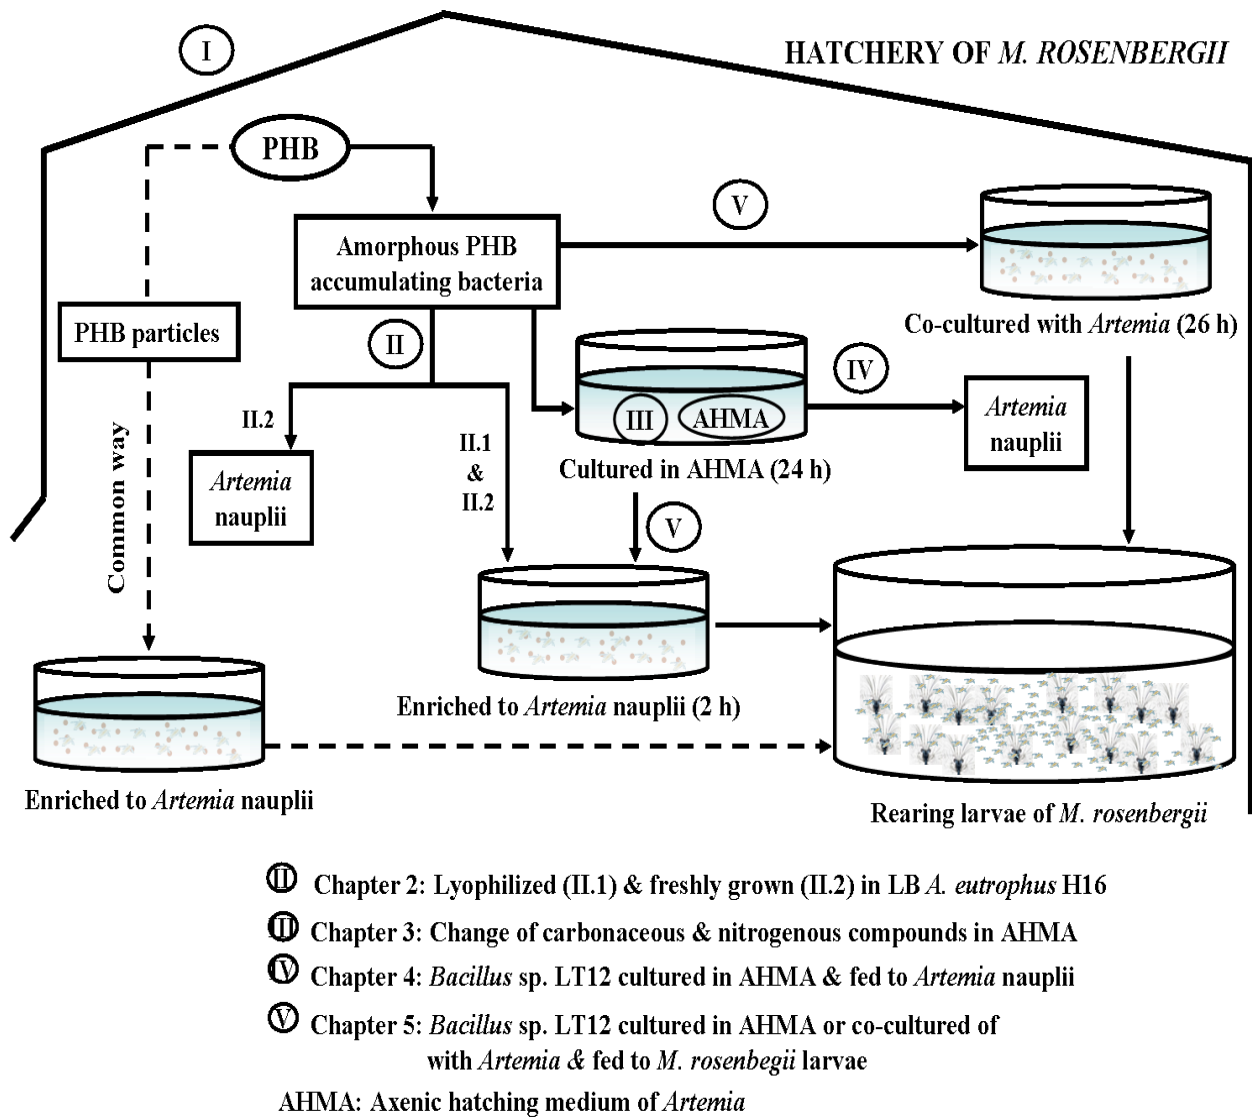 I
HATCHERY OF M. ROSENBERGII
PHB
V
Amorphous PHB
accumulating bacteria
PHB particles
Co-cultured with Artemia (26 h)
II
IV
III
AHMA
Artemia
nauplii
II.2
II.1
&
II.2
Cultured in AHMA (24 h)
Artemia
nauplii
Common way
V
Enriched to Artemia nauplii (2 h)
Enriched to Artemia nauplii
Rearing larvae of M. rosenbergii
II Chapter 2: Lyophilized (II.1) & freshly grown (II.2) in LB A. eutrophus H16
III Chapter 3: Change of carbonaceous & nitrogenous compounds in AHMA
IV Chapter 4: Bacillus sp. LT12 cultured in AHMA & fed to Artemia nauplii
V Chapter 5: Bacillus sp. LT12 cultured in AHMA or co-cultured of
with Artemia & fed to M. rosenbegii larvae
AHMA: Axenic hatching medium of Artemia